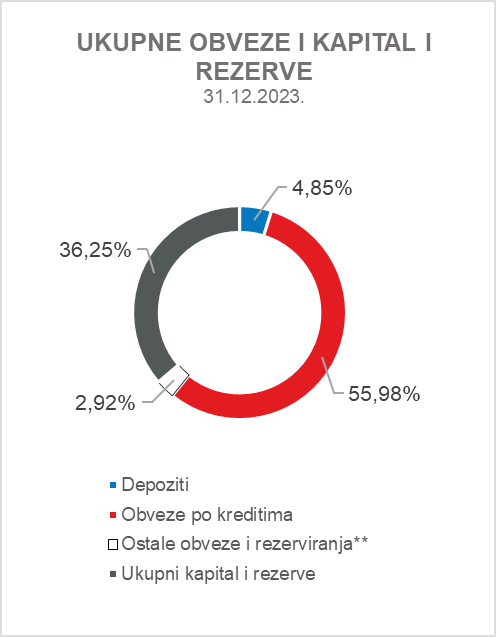 UKUPNE OBVEZE I KAPITAL I
REZERVE
31.12.2023.
4,85%
36,25%
55,98%
2,92%
Depoziti
Obveze po kreditima
Ostale obveze i rezerviranja**
Ukupni kapital i rezerve